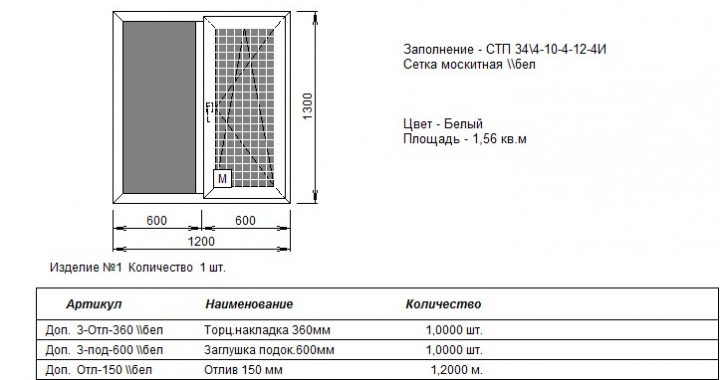 Заполнение - СТП 34\4-10-4-12-4И
Сетка москитная \\бел
Цвет - Белый
Площадь - 1,56 кв.м
М
1300
600 600
1200
Изделие №1 Количество 1 шт.
Артикул Наименование Количество
Доп. 3-Отл-360 \\бел Торц.накладка 360мм 1,0000 шт.
Доп. 3-под-600 \\бел Заглушка подок.600мм 1,0000 шт.
Доп. Отл-150 \\бел Отлив 150 мм 1,2000 м.